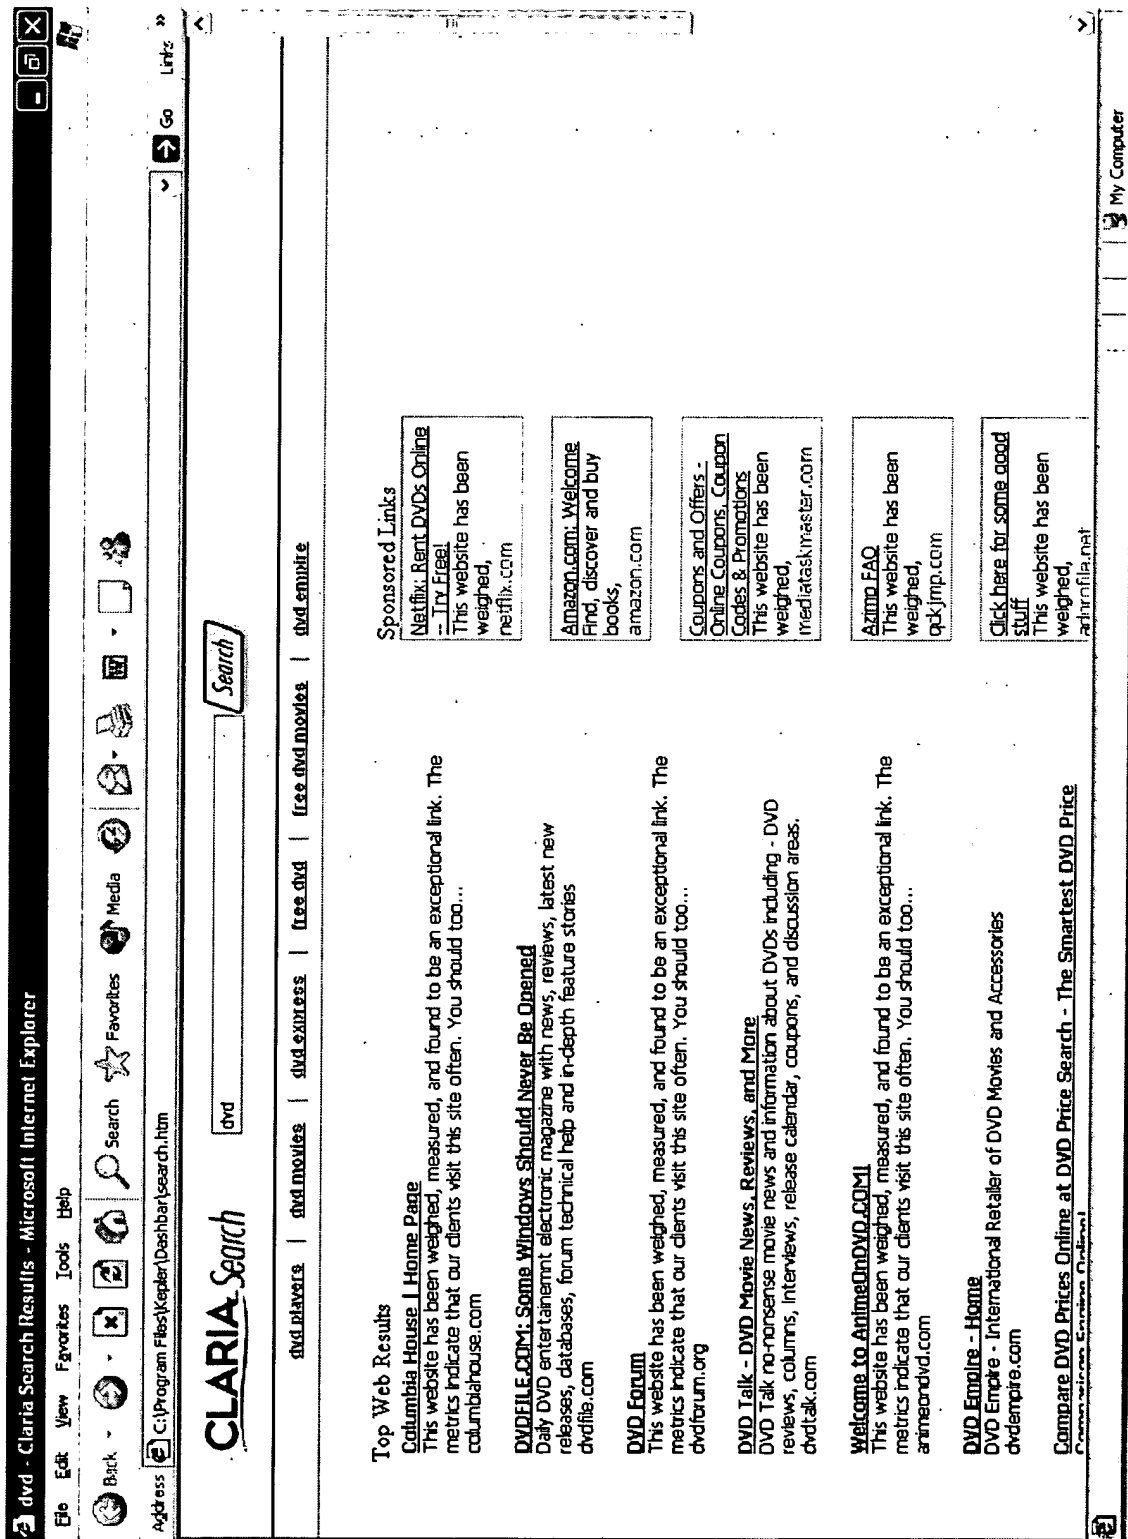 dvd - Claria Search Results - Microsoft Internet Explorer
File Edit View Favorites Tools Help
Back Search Favorites Media
Address C:\Program Files\Kepler\Dashbar\search.htm Go Links »
CLARIA Search dvd Search
dvd players | dvd movies | dvd express | free dvd | free dvd movies | dvd empire
Top Web Results
Columbia House | Home Page
This website has been weighed, measured, and found to be an exceptional link. The
metrics indicate that our clients visit this site often. You should too...
columbiahouse.com
DVDFILE.COM: Some Windows Should Never Be Opened
Daily DVD entertainemnt electronic magazine with news, reviews, latest new
releases, databases, forum technical help and in-depth feature stories
dvdfile.com
DVD Forum
This website has been weighed, measured, and found to be an exceptional link. The
metrics indicate that our clients visit this site often. You should too...
dvdforum.org
DVD Talk - DVD Movie News, Reviews, and More
DVD Talk no-nonsense movie news and information about DVDs including - DVD
reviews, columns, interviews, release calendar, coupons, and discussion areas.
dvdtalk.com
Welcome to AnimeOnDVD.COM!
This website has been weighed, measured, and found to be an exceptional link. The
metrics indicate that our clients visit this site often. You should too...
animeondvd.com
DVD Empire - Home
DVD Empire - International Retailer of DVD Movies and Accessories
dvdempire.com
Compare DVD Prices Online at DVD Price Search - The Smartest DVD Price
Comparison Engine Online!
Sponsored Links
Netflix: Rent DVDs Online
-- Try Free!
This website has been
weighed,
netflix.com
Amazon.com: Welcome
Find, discover and buy
books,
amazon.com
Coupons and Offers -
Online Coupons, Coupon
Codes & Promotions
This website has been
weighed,
mediataskmaster.com
Azimo FAQ
This website has been
weighed,
qckjmp.com
Click here for some good
stuff
This website has been
weighed,
My Computer